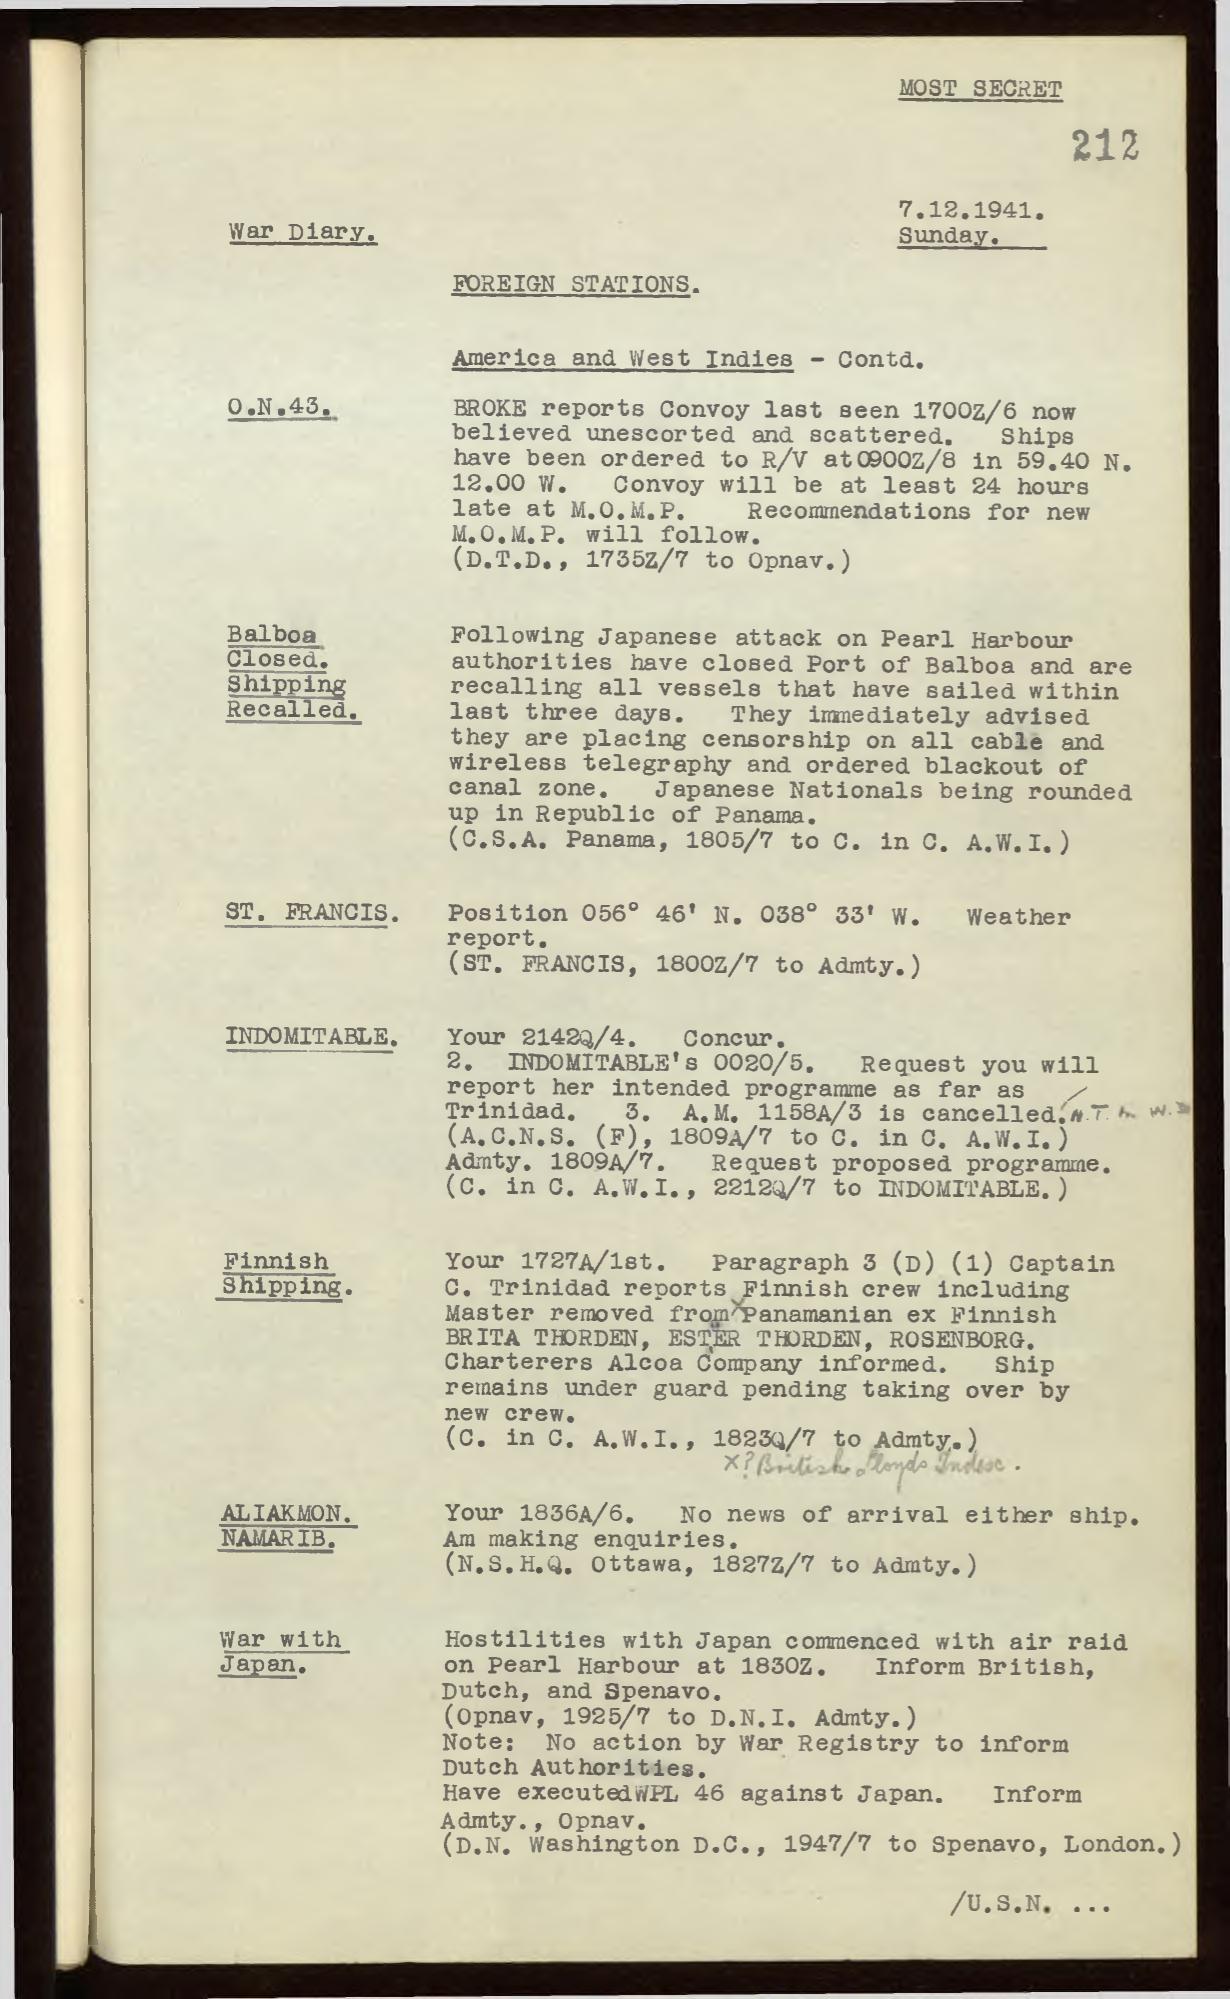 MOST SECRET
212
7.12.1941.
War Diary.
Sunday.
FOREIGN STATIONS.
America and West Indies - Contd.
O.N.43.
BROKE reports Convoy last seen 1700Z/6 now
believed unescorted and scattered. Ships
have been ordered to R/V at 0900Z/8 in 59.40 N.
12.00 W. Convoy will be at least 24 hours
late at M.O.M.P. Recommendations for new
M.O.M.P. will follow.
(D.T.D., 1735Z/7 to Opnav.)
Balboa
Closed.
Shipping
Recalled.
Following Japanese attack on Pearl Harbour
authorities have closed Port of Balboa and are
recalling all vessels that have sailed within
last three days. They immediately advised
they are placing censorship on all cable and
wireless telegraphy and ordered blackout of
canal zone. Japanese Nationals being rounded
up in Republic of Panama.
(C.S.A. Panama, 1805/7 to C. in C. A.W.I.)
ST. FRANCIS.
Position 056° 46' N. 038° 33' W. Weather
report.
(ST. FRANCIS, 1800Z/7 to Admty.)
INDOMITABLE.
Your 2142Q/4. Concur.
2. INDOMITABLE's 0020/5. Request you will
report her intended programme as far as
Trinidad. 3. A.M. 1158A/3 is cancelled. N.T. in W.D
(A.C.N.S. (F), 1809A/7 to C. in C. A.W.I.)
Admty. 1809A/7. Request proposed programme.
(C. in C. A.W.I., 2212Q/7 to INDOMITABLE.)
Finnish
Shipping.
Your 1727A/1st. Paragraph 3 (D) (1) Captain
C. Trinidad reports Finnish crew including
Master removed from x Panamanian ex Finnish
BRITA THORDEN, ESTER THORDEN, ROSENBORG.
Charterers Alcoa Company informed. Ship
remains under guard pending taking over by
new crew.
(C. in C. A.W.I., 1823Q/7 to Admty.)
x? British. Lloyds Index.
ALIAKMON.
NAMARIB.
Your 1836A/6. No news of arrival either ship.
Am making enquiries.
(N.S.H.Q. Ottawa, 1827Z/7 to Admty.)
War with
Japan.
Hostilities with Japan commenced with air raid
on Pearl Harbour at 1830Z. Inform British,
Dutch, and Spenavo.
(Opnav, 1925/7 to D.N.I. Admty.)
Note: No action by War Registry to inform
Dutch Authorities.
Have executed WPL 46 against Japan. Inform
Admty., Opnav.
(D.N. Washington D.C., 1947/7 to Spenavo, London.)
/U.S.N. ...